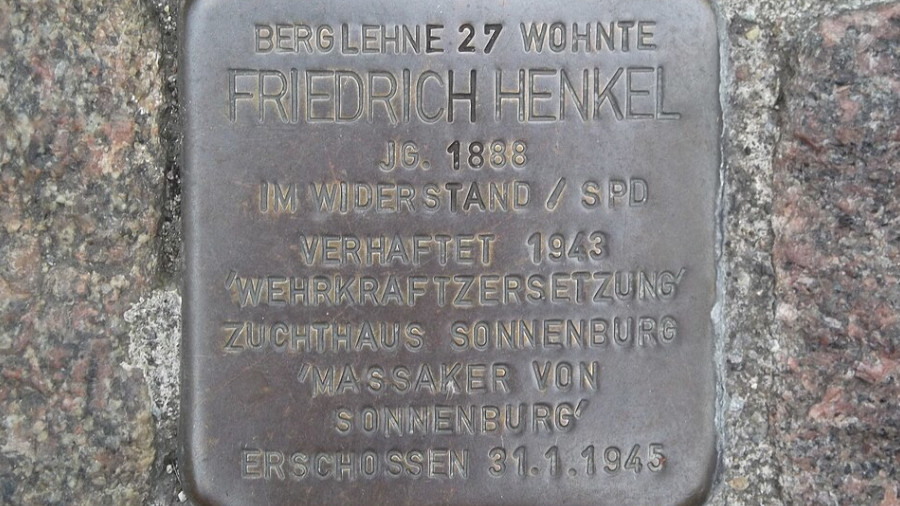 BERGLEHNE 27 WOHNTE
FRIEDRICH HENKEL
JG. 1888
IM WIDERSTAND / SPD
VERHAFTET 1943
'WEHRKRAFTZERSETZUNG'
ZUCHTHAUS SONNENBURG
'MASSAKER VON
SONNENBURG'
ERSCHOSSEN 31.1.1945